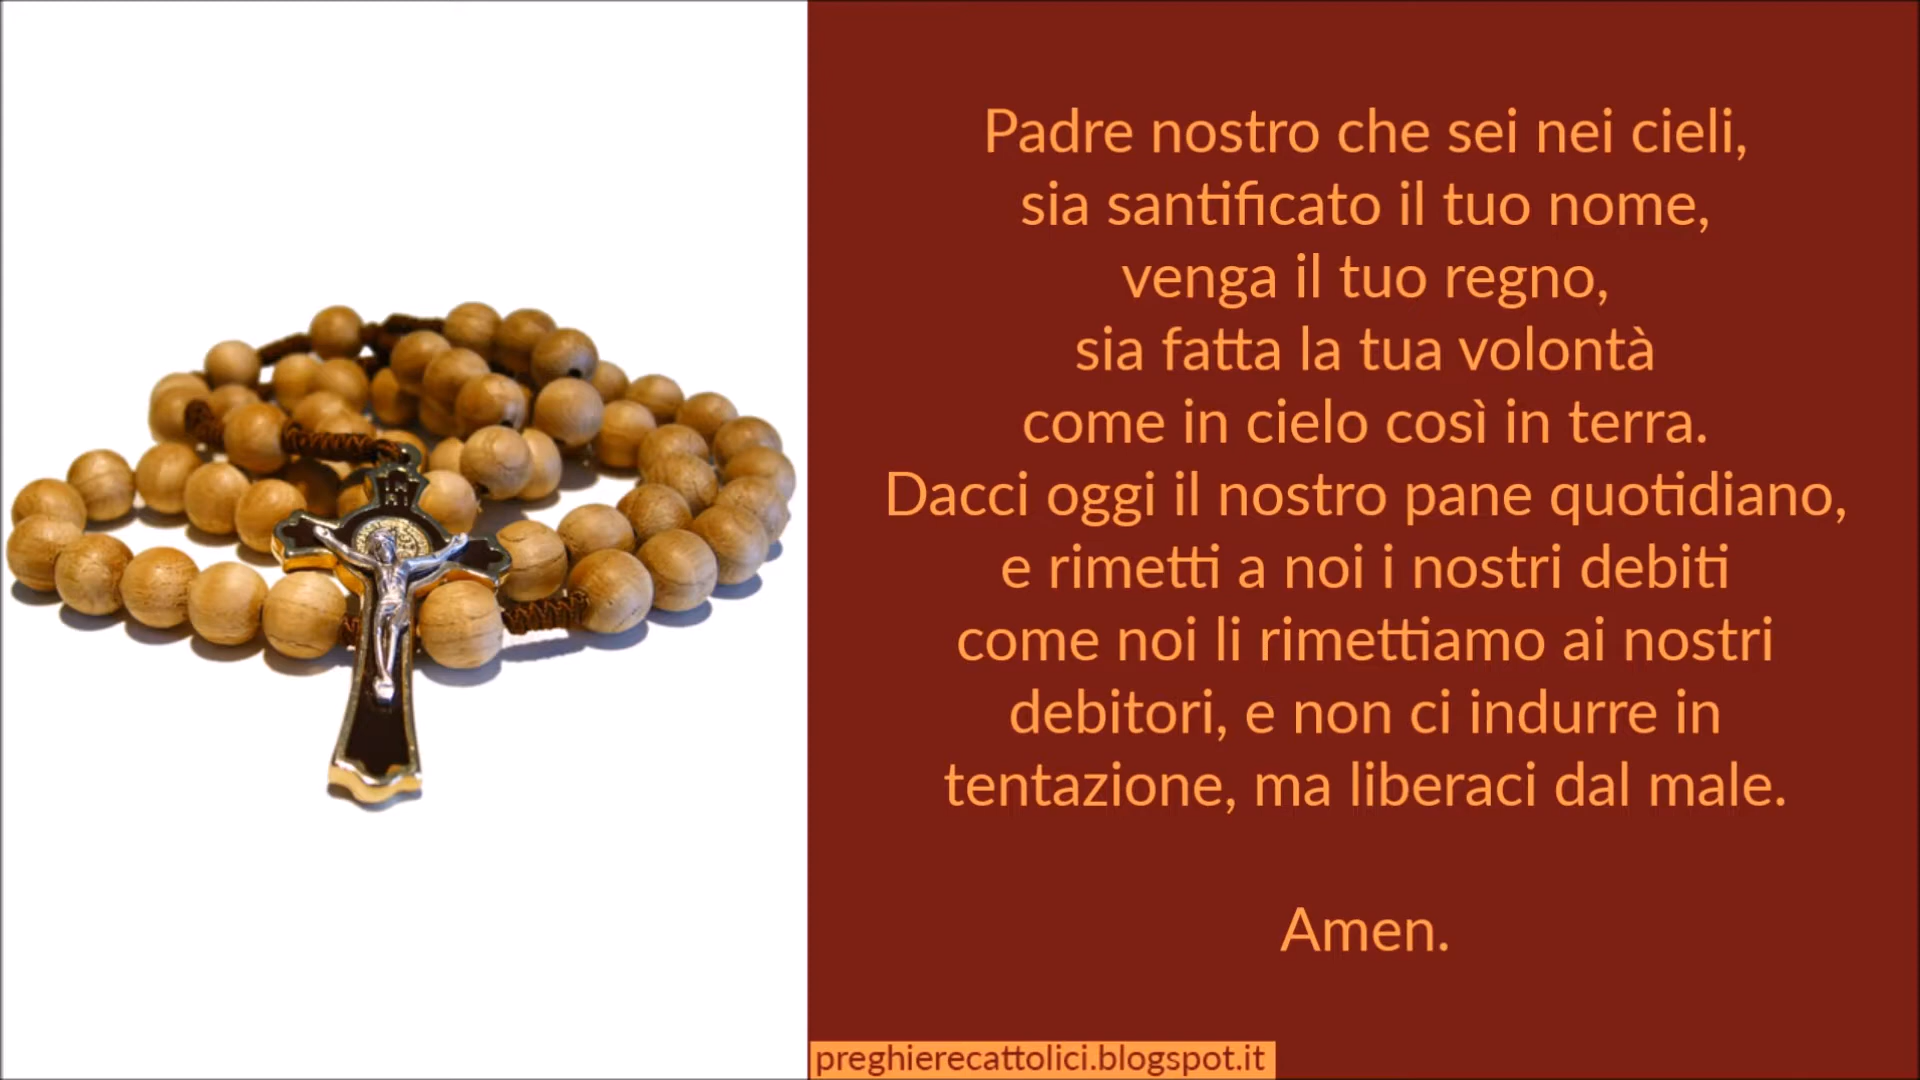 Padre nostro che sei nei cieli,
sia santificato il tuo nome,
venga il tuo regno,
sia fatta la tua volontà
come in cielo così in terra.
Dacci oggi il nostro pane quotidiano,
e rimetti a noi i nostri debiti
come noi li rimettiamo ai nostri
debitori, e non ci indurre in
tentazione, ma liberaci dal male.
Amen.
preghierecattolici.blogspot.it